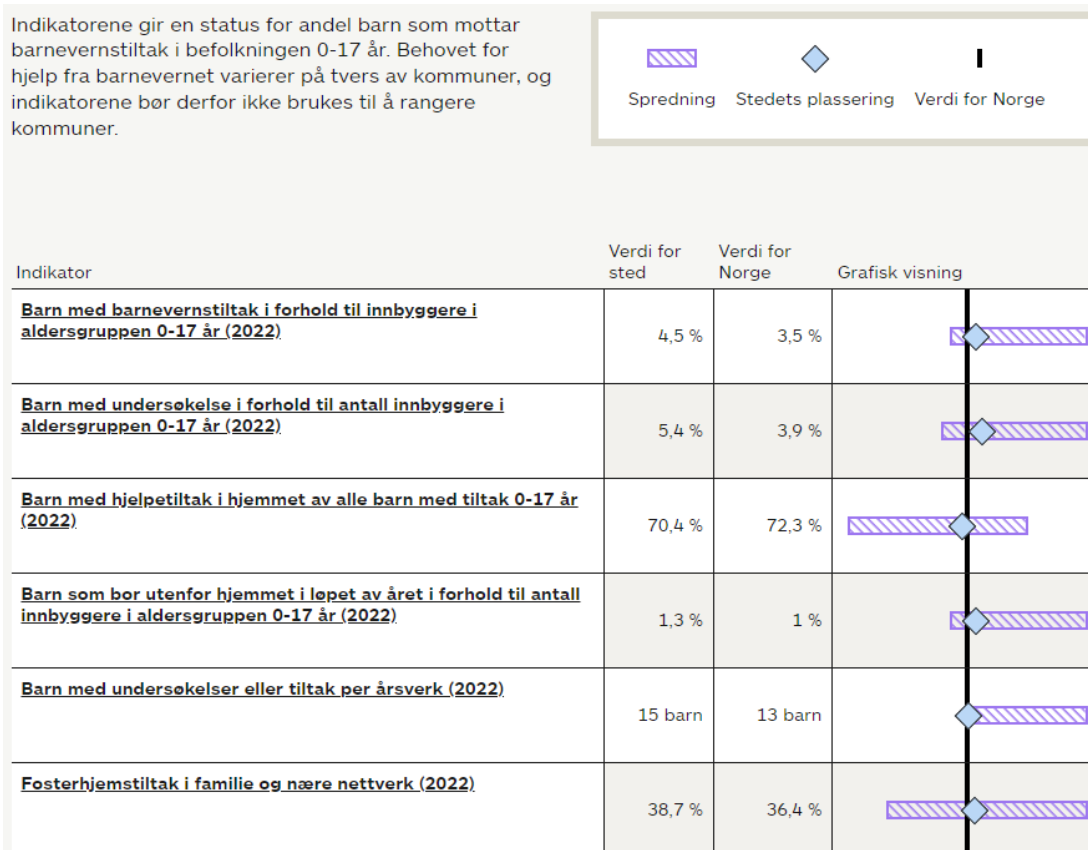 Indikatorene gir en status for andel barn som mottar
barnevernstiltak i befolkningen 0-17 år. Behovet for
hjelp fra barnevernet varierer på tvers av kommuner, og
indikatorene bør derfor ikke brukes til å rangere
kommuner.
Spredning Stedets plassering Verdi for Norge
Indikator
Verdi for
sted
Verdi for
Norge
Grafisk visning
Barn med barnevernstiltak i forhold til innbyggere i
aldersgruppen 0-17 år (2022)
4,5 % 3,5 %
Barn med undersøkelse i forhold til antall innbyggere i
aldersgruppen 0-17 år (2022)
5,4 % 3,9 %
Barn med hjelpetiltak i hjemmet av alle barn med tiltak 0-17 år
(2022)
70,4 % 72,3 %
Barn som bor utenfor hjemmet i løpet av året i forhold til antall
innbyggere i aldersgruppen 0-17 år (2022)
1,3 % 1 %
Barn med undersøkelser eller tiltak per årsverk (2022)
15 barn 13 barn
Fosterhjemstiltak i familie og nære nettverk (2022)
38,7 % 36,4 %